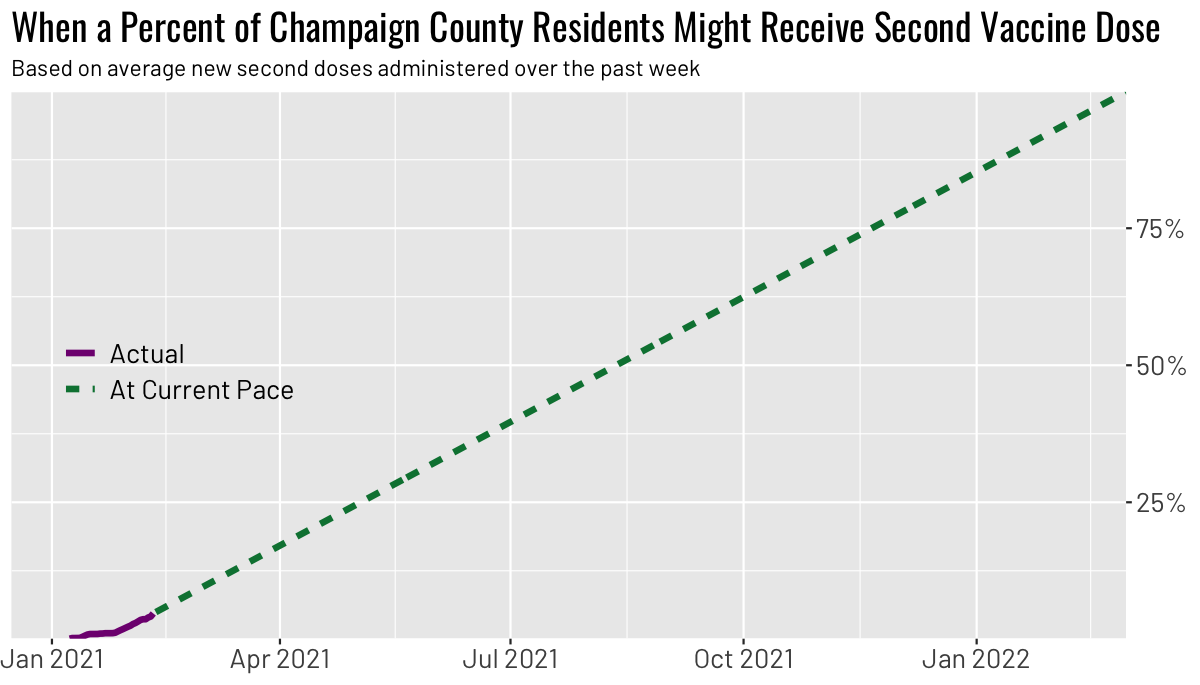 When a Percent of Champaign County Residents Might Receive Second Vaccine Dose
Based on average new second doses administered over the past week
75%
Actual
50%
At Current Pace
25%
Jan 2021 Apr 2021 Jul 2021 Oct 2021 Jan 2022